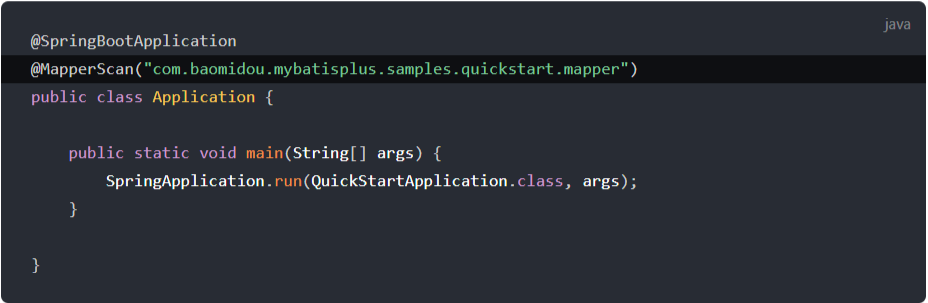 java
@SpringBootApplication
@MapperScan("com.baomidou.mybatisplus.samples.quickstart.mapper")
public class Application {
    public static void main(String[] args) {
        SpringApplication.run(QuickStartApplication.class, args);
    }
}